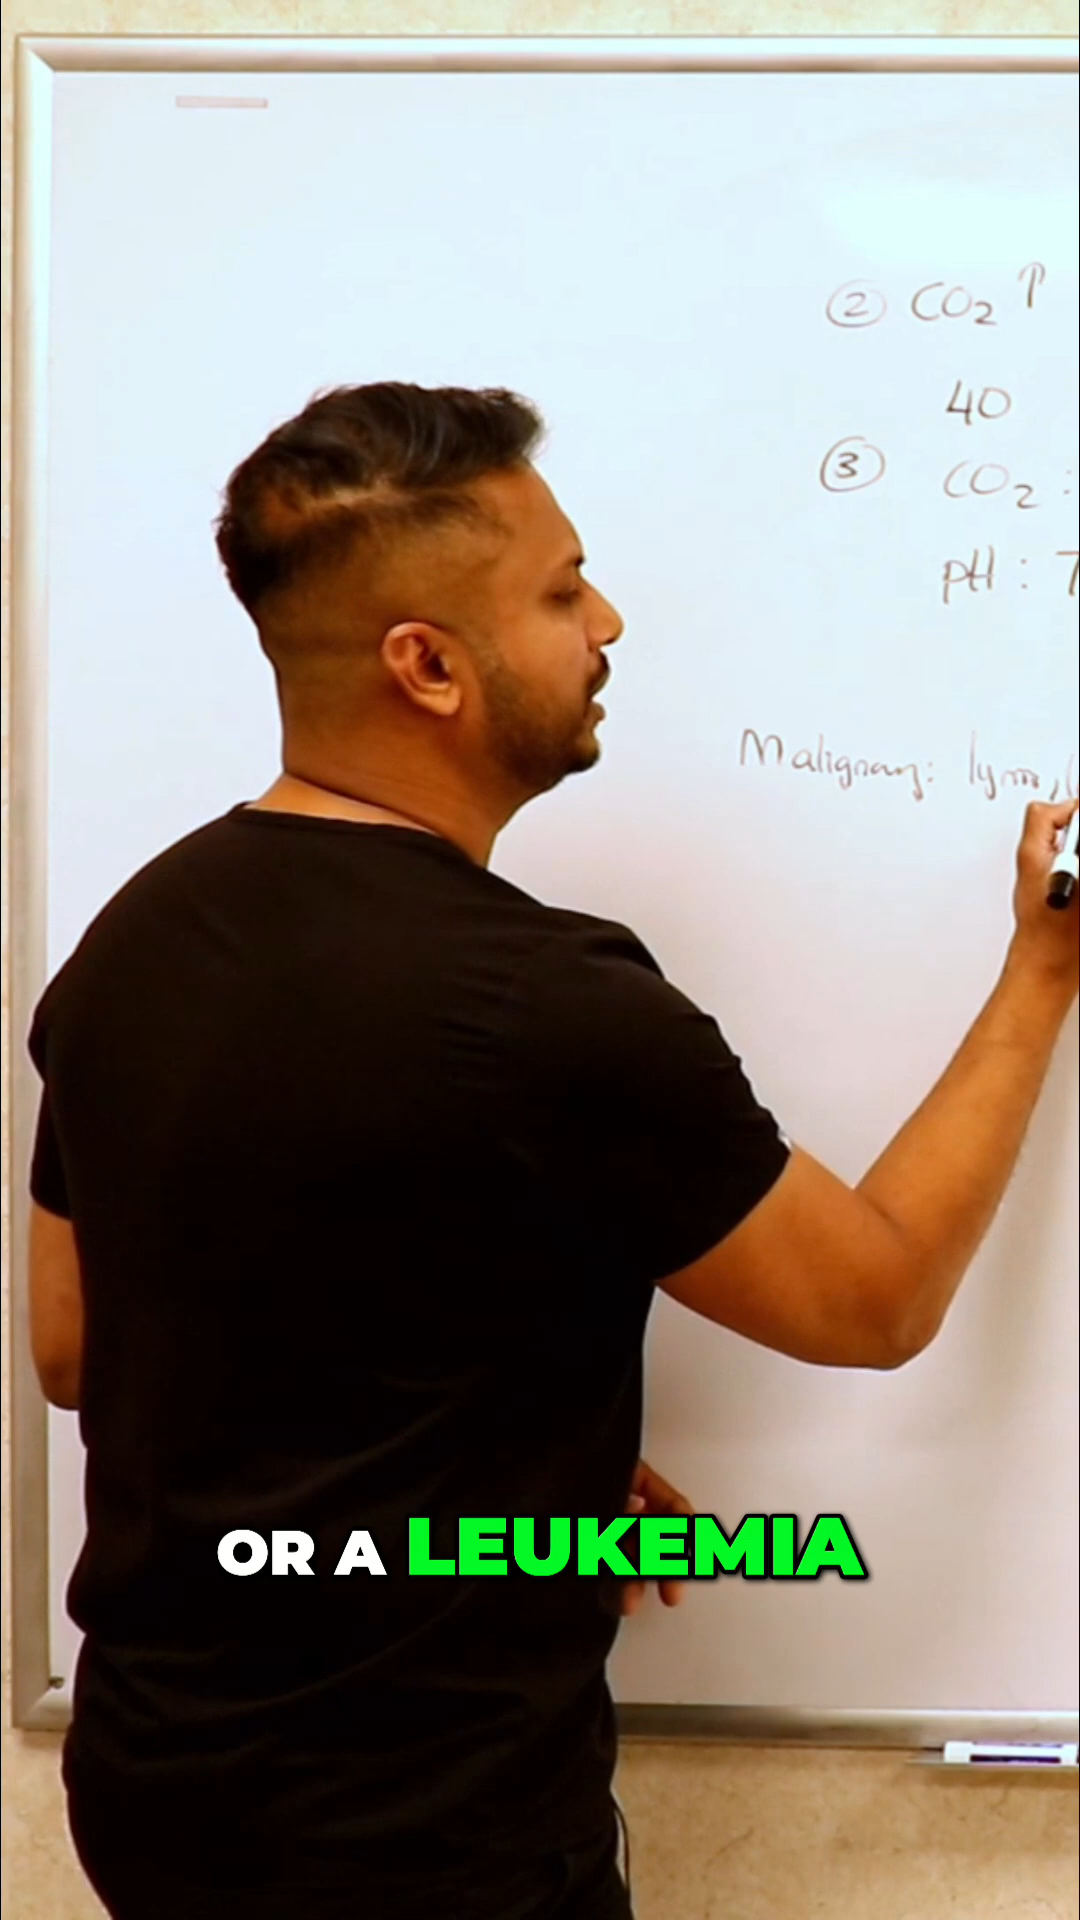 ② CO₂ ↑
40
③ CO₂ :
pH : 7
Malignancy: lym,
OR A LEUKEMIA